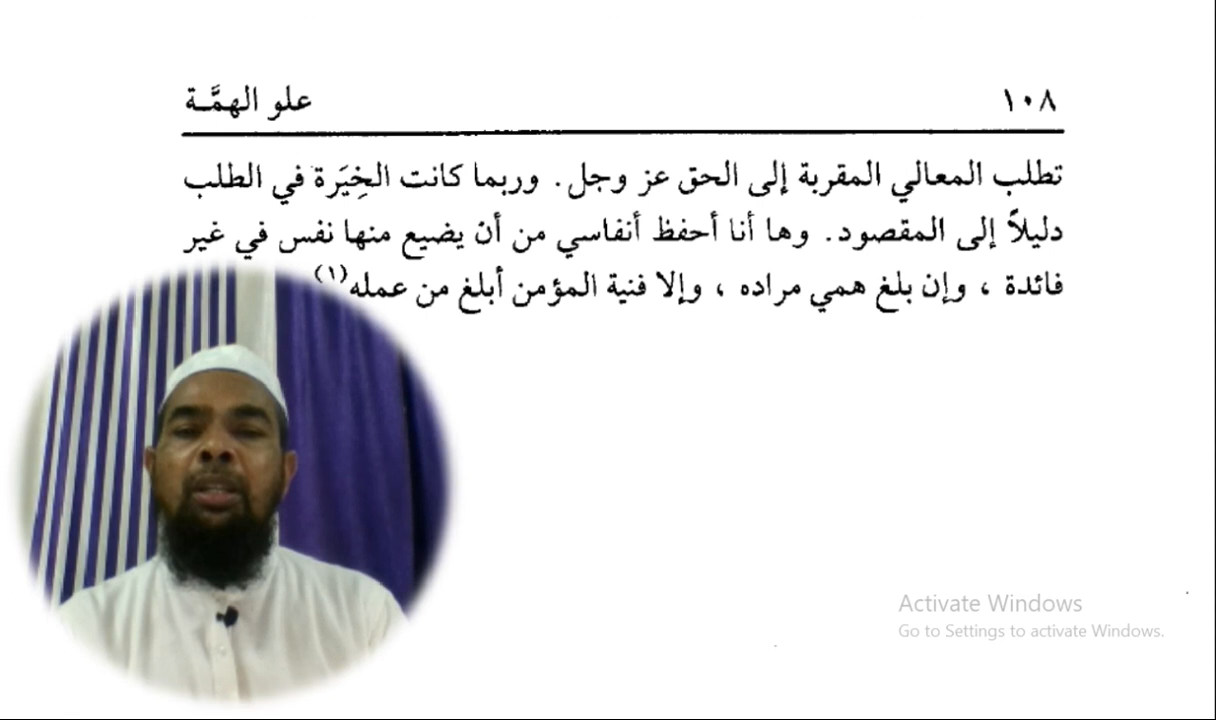 ١٠٨
علو الهمَّـة
تطلب المعالي المقربة إلى الحق عز وجل. وربما كانت الخِيَرة في الطلب
دليلاً إلى المقصود. وها أنا أحفظ أنفاسي من أن يضيع منها نفس في غير
فائدة ، وإن بلغ همي مراده ، وإلا فنية المؤمن أبلغ من عمله(١)
Activate Windows
Go to Settings to activate Windows.